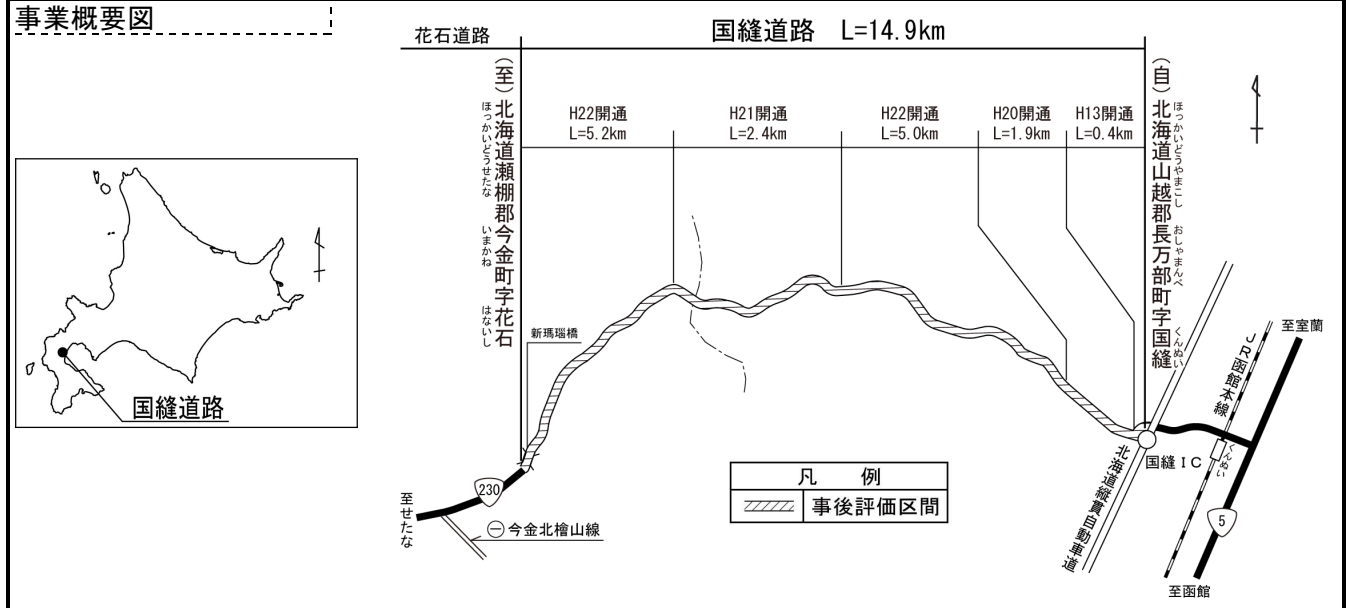 事業概要図
花石道路
国縫道路 L=14.9km
(至)北海道瀬棚郡今金町字花石
ほっかいどうせたな
いまかね
はないし
H22開通
L=5.2km
H21開通
L=2.4km
H22開通
L=5.0km
H20開通
L=1.9km
H13開通
L=0.4km
(自)北海道山越郡長万部町字国縫
ほっかいどうやまこし
おしゃまんべ
くんぬい
国縫道路
新瑪瑙橋
至室蘭
JR函館本線
国縫IC
くんぬい
北海道縦貫自動車道
凡 例
事後評価区間
230
至せたな
㊀今金北檜山線
5
至函館